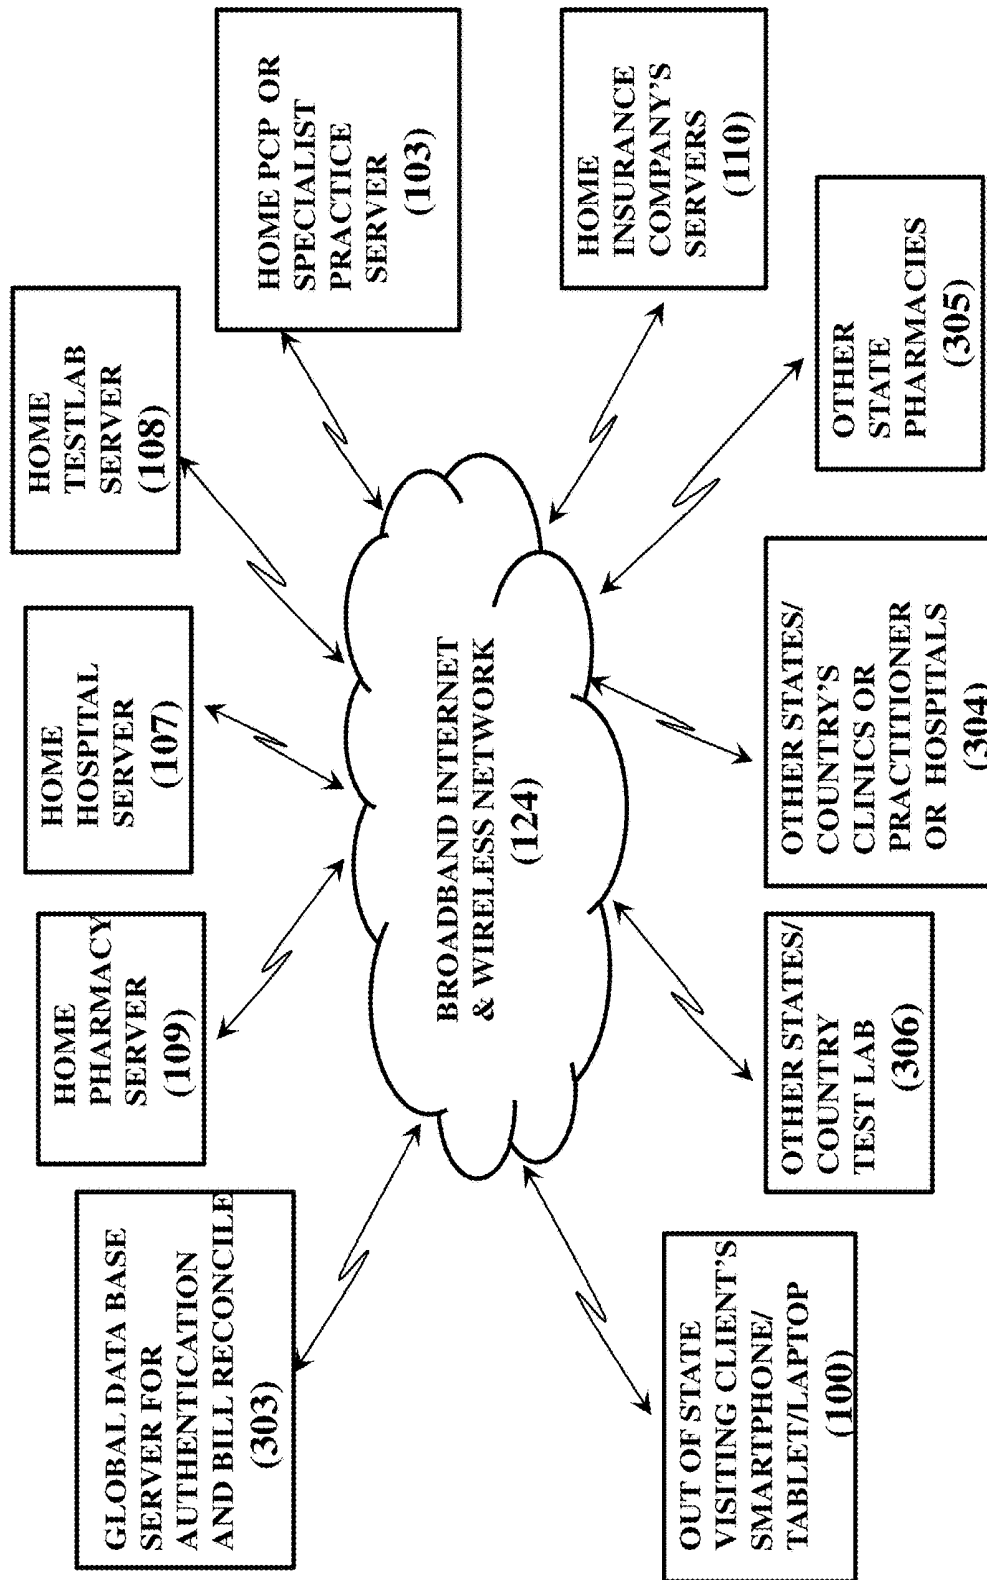 GLOBAL DATA BASE
SERVER FOR
AUTHENTICATION
AND BILL RECONCILE
(303)
HOME
PHARMACY
SERVER
(109)
HOME
HOSPITAL
SERVER
(107)
HOME
TESTLAB
SERVER
(108)
HOME PCP OR
SPECIALIST
PRACTICE
SERVER
(103)
BROADBAND INTERNET
& WIRELESS NETWORK
(124)
HOME
INSURANCE
COMPANY'S
SERVERS
(110)
OUT OF STATE
VISITING CLIENT'S
SMARTPHONE/
TABLET/LAPTOP
(100)
OTHER STATES/
COUNTRY
TEST LAB
(306)
OTHER STATES/
COUNTRY'S
CLINICS OR
PRACTITIONER
OR HOSPITALS
(304)
OTHER
STATE
PHARMACIES
(305)